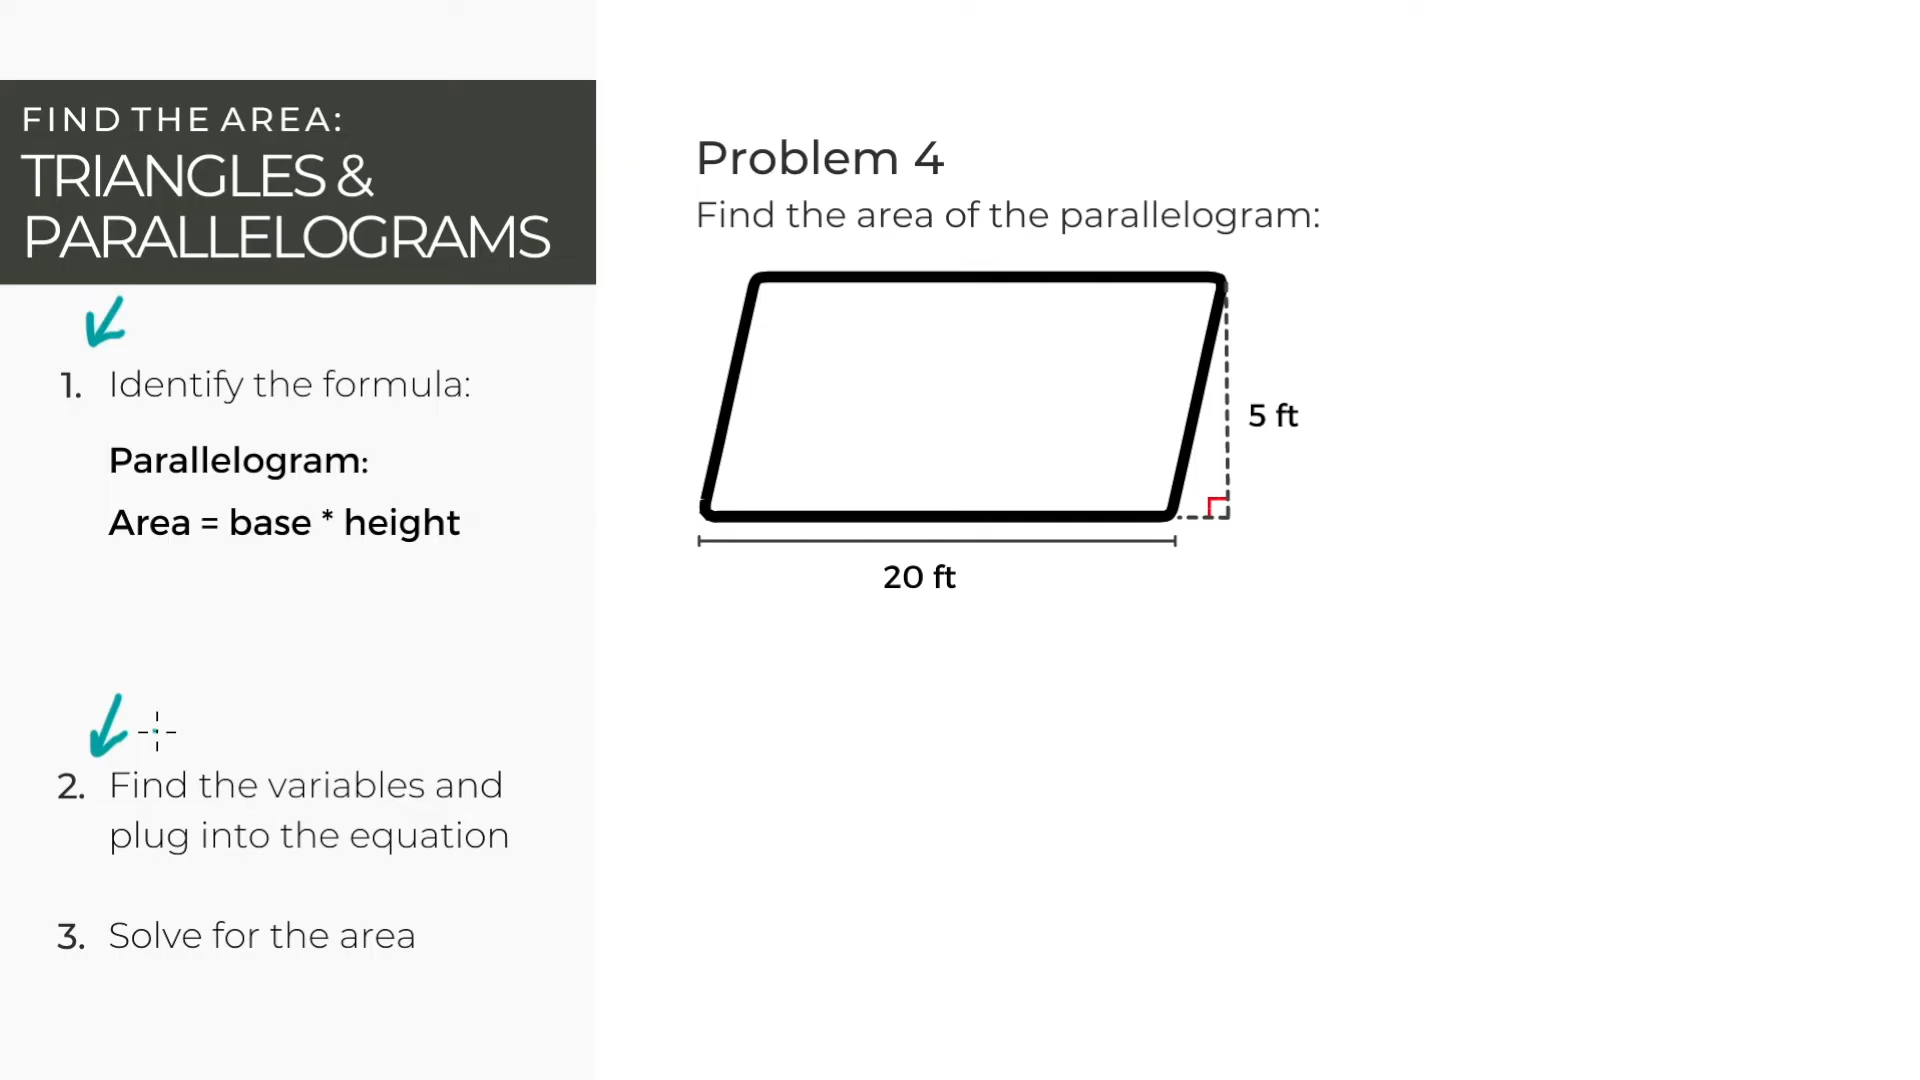 FIND THE AREA:
TRIANGLES &
PARALLELOGRAMS
1. Identify the formula:
Parallelogram:
Area = base * height
2. Find the variables and
plug into the equation
3. Solve for the area
Problem 4
Find the area of the parallelogram:
5 ft
20 ft